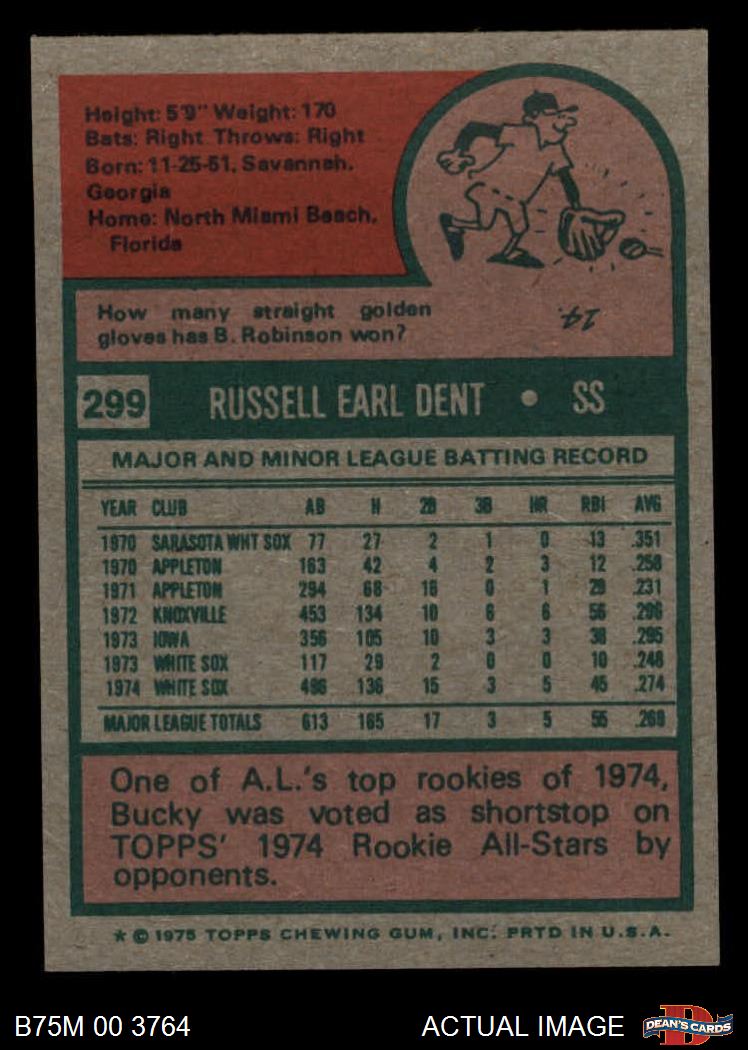 Height: 5'9" Weight: 170
Bats: Right Throws: Right
Born: 11-25-51, Savannah,
Georgia
Home: North Miami Beach,
Florida
How many straight golden
gloves has B. Robinson won?
14.
299 RUSSELL EARL DENT • SS
MAJOR AND MINOR LEAGUE BATTING RECORD
YEAR CLUB AB H 2B 3B HR RBI AVG
1970 SARASOTA WHT SOX 77 27 2 1 0 13 .351
1970 APPLETON 163 42 4 2 3 12 .258
1971 APPLETON 294 68 16 0 1 29 .231
1972 KNOXVILLE 453 134 10 6 6 56 .296
1973 IOWA 356 105 10 3 3 38 .295
1973 WHITE SOX 117 29 2 0 0 10 .248
1974 WHITE SOX 496 136 15 3 5 45 .274
MAJOR LEAGUE TOTALS 613 165 17 3 5 55 .269
One of A.L.'s top rookies of 1974,
Bucky was voted as shortstop on
TOPPS' 1974 Rookie All-Stars by
opponents.
* © 1975 TOPPS CHEWING GUM, INC. PRTD IN U.S.A.
B75M 00 3764 ACTUAL IMAGE DEAN'S CARDS